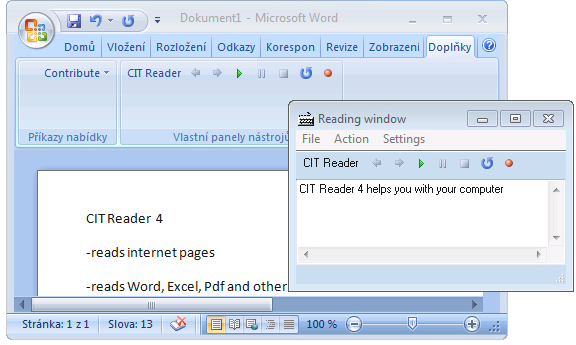 Dokument1 - Microsoft Word
Domů Vložení Rozložení Odkazy Korespon Revize Zobrazení Doplňky
Contribute CIT Reader
Příkazy nabídky Vlastní panely nástrojů
CIT Reader 4
-reads internet pages
-reads Word, Excel, Pdf and other
Stránka: 1 z 1 Slova: 13 100 %
Reading window
File Action Settings
CIT Reader
CIT Reader 4 helps you with your computer